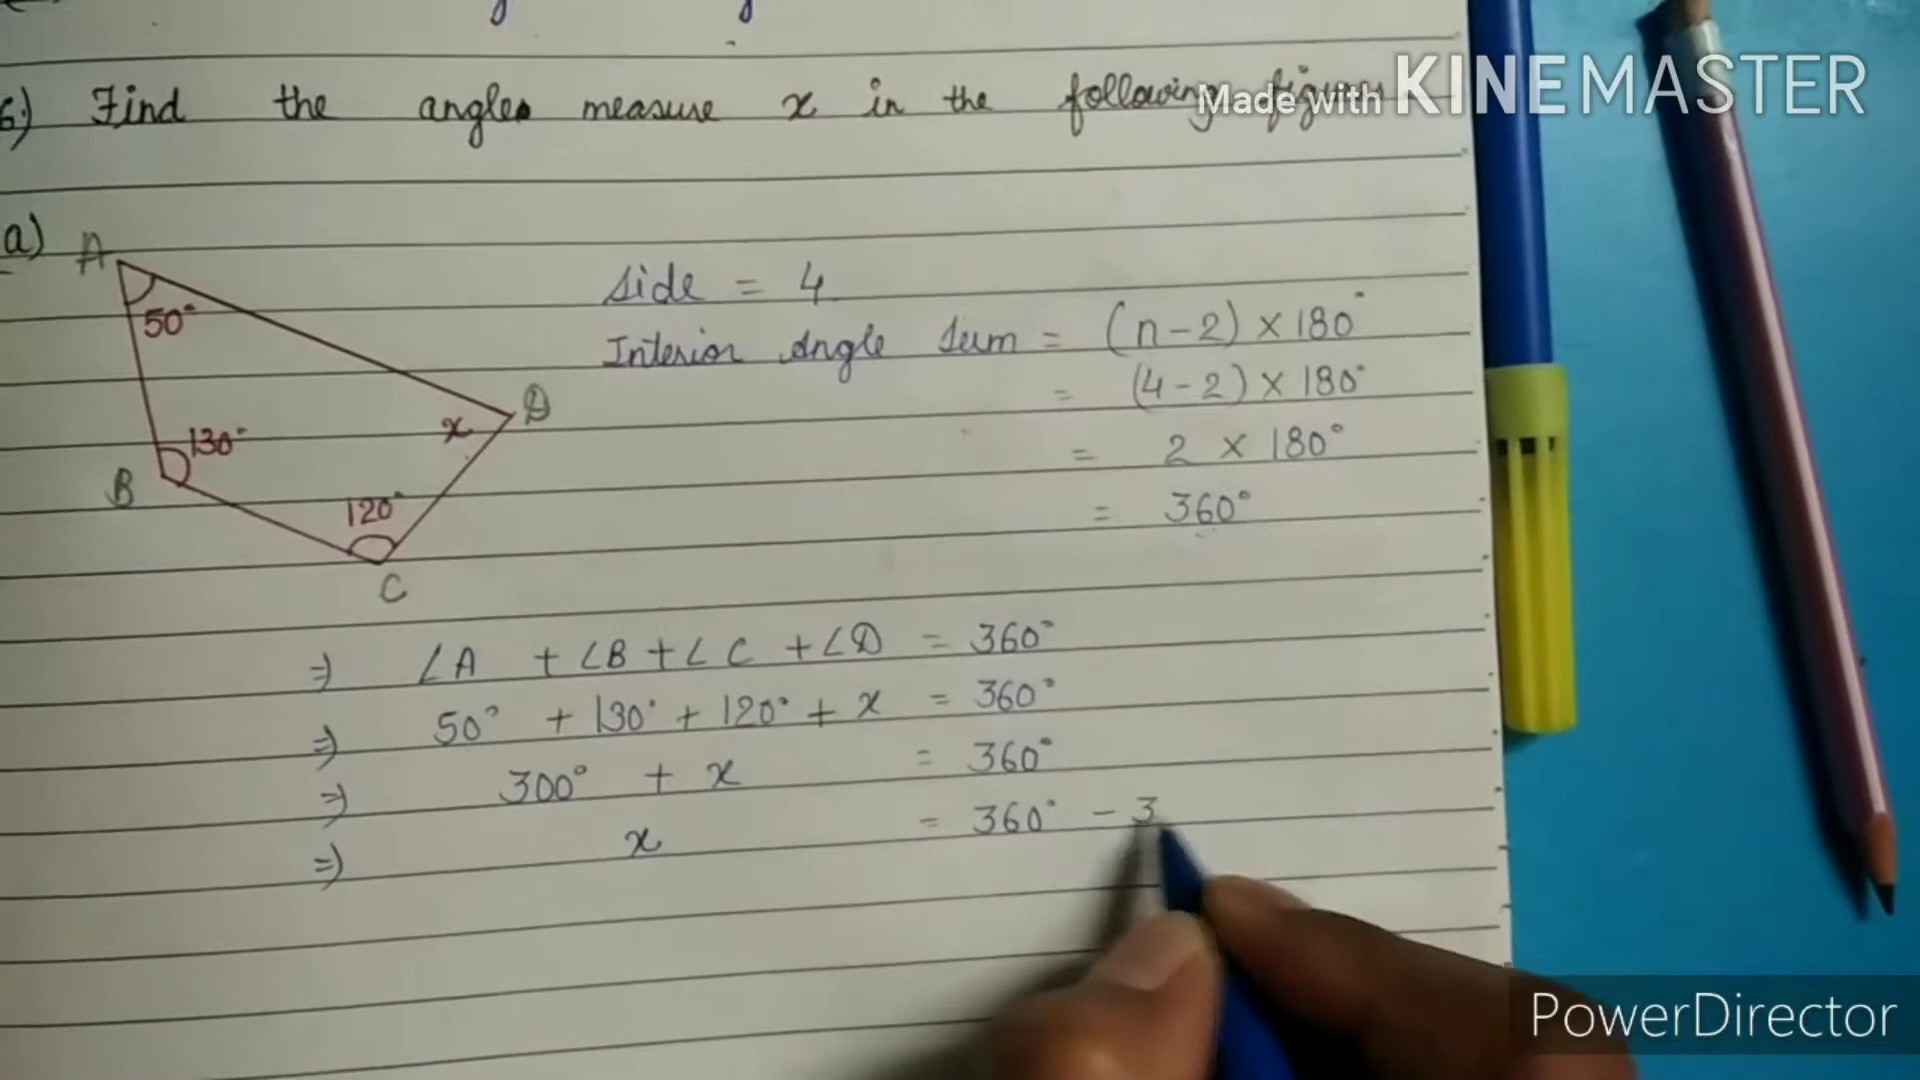 6.) Find the angles measure x in the following figures
Made with KINEMASTER
a)
A
50°
130°
B
120°
C
x
D
Side = 4
Interior Angle Sum = (n-2) × 180°
= (4-2) × 180°
= 2 × 180°
= 360°
⇒ ∠A + ∠B + ∠C + ∠D = 360°
⇒ 50° + 130° + 120° + x = 360°
⇒ 300° + x = 360°
⇒ x = 360° - 3
PowerDirector